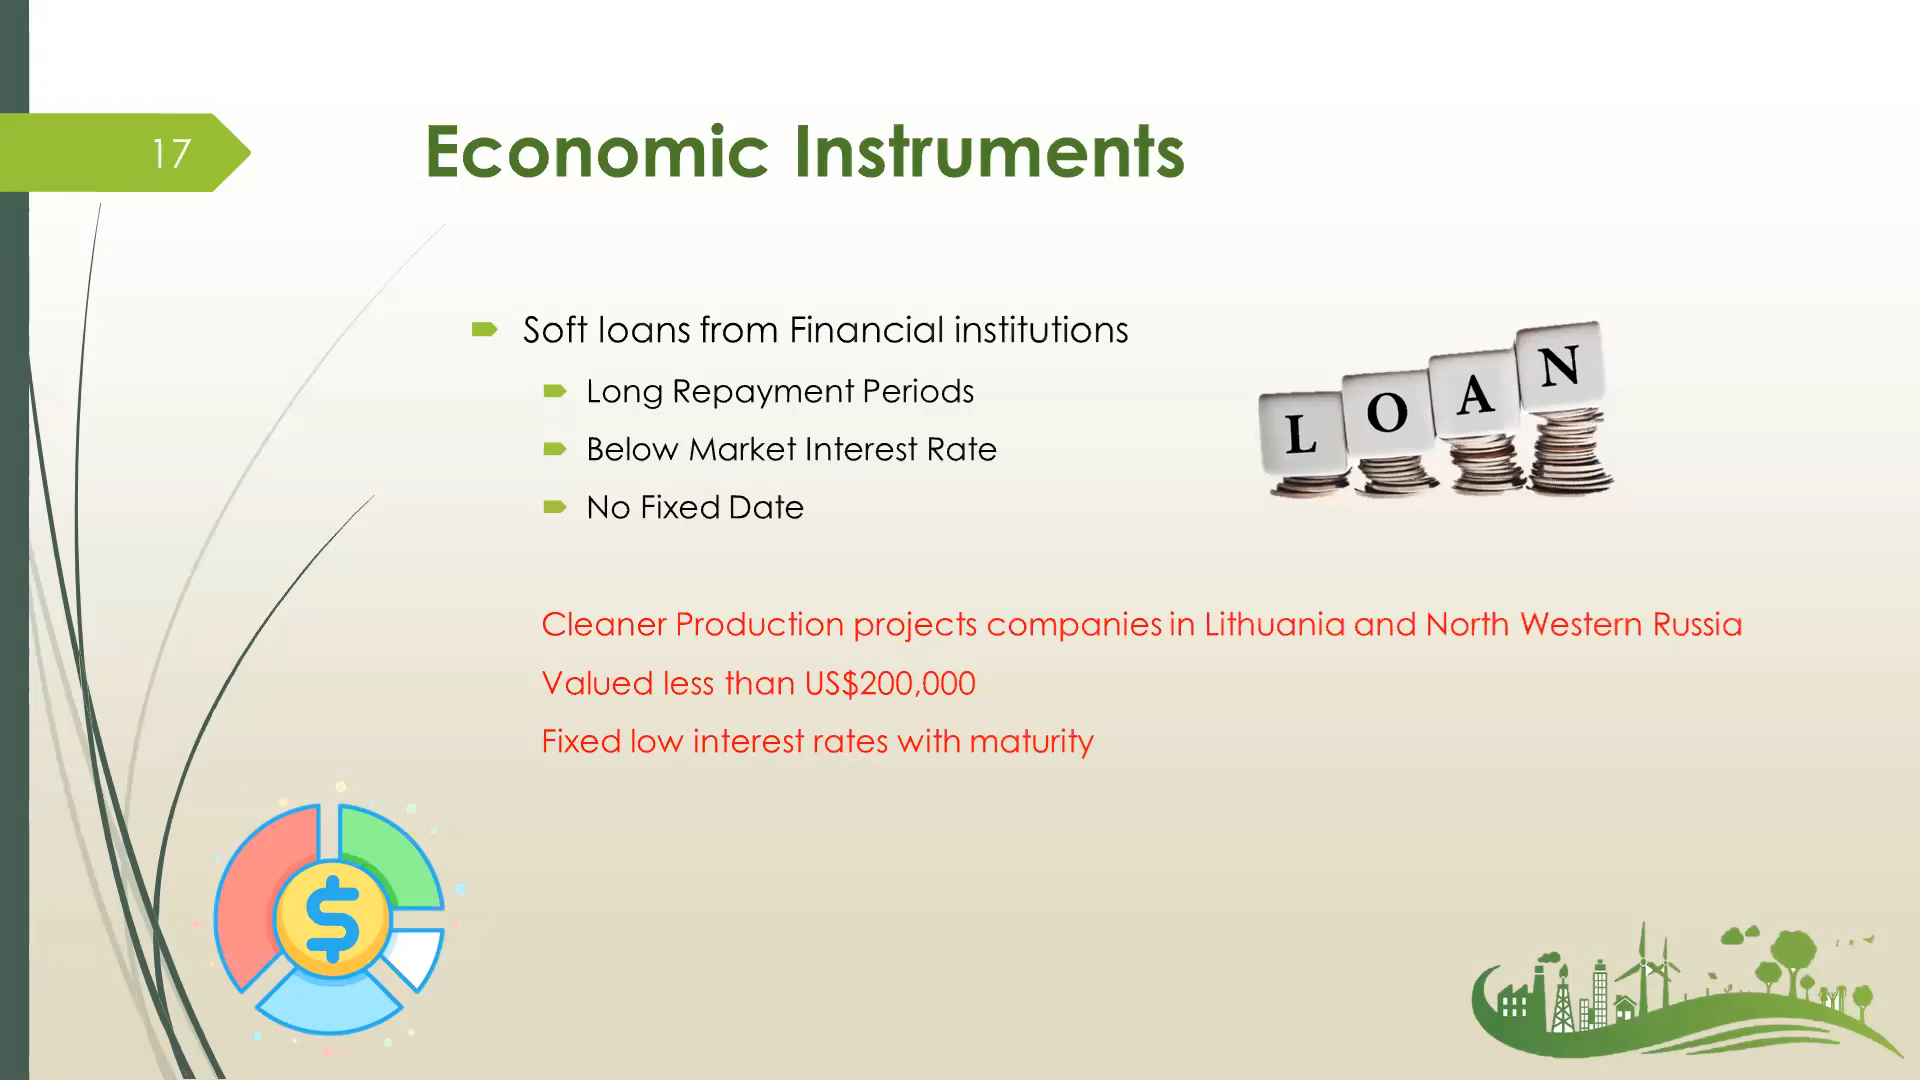 17
Economic Instruments
Soft loans from Financial institutions
Long Repayment Periods
Below Market Interest Rate
No Fixed Date
LOAN
Cleaner Production projects companies in Lithuania and North Western Russia
Valued less than US$200,000
Fixed low interest rates with maturity
$